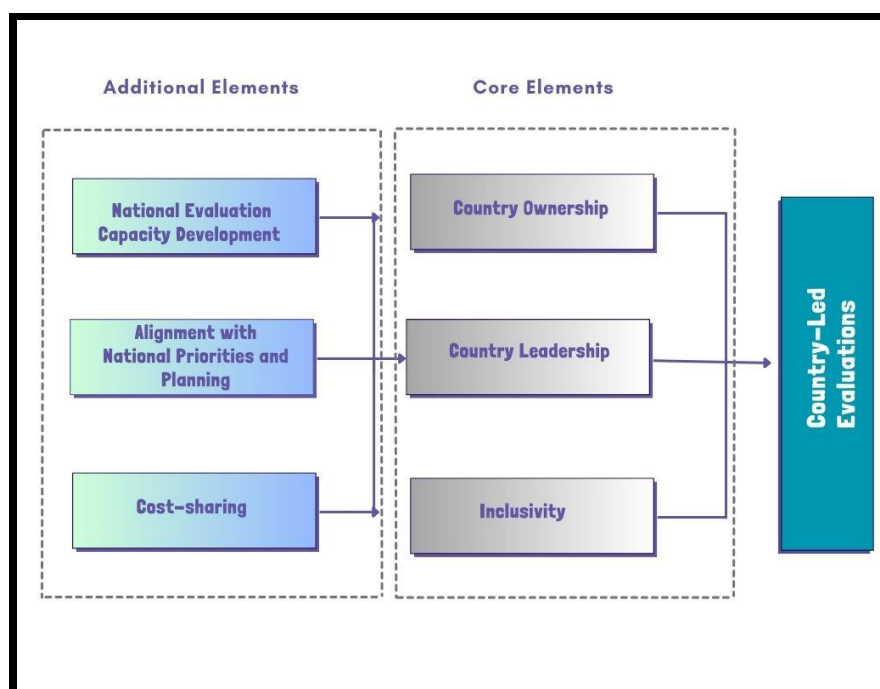 Additional Elements
Core Elements
National Evaluation
Capacity Development
Country Ownership
Alignment with
National Priorities and
Planning
Country Leadership
Cost-sharing
Inclusivity
Country-Led
Evaluations